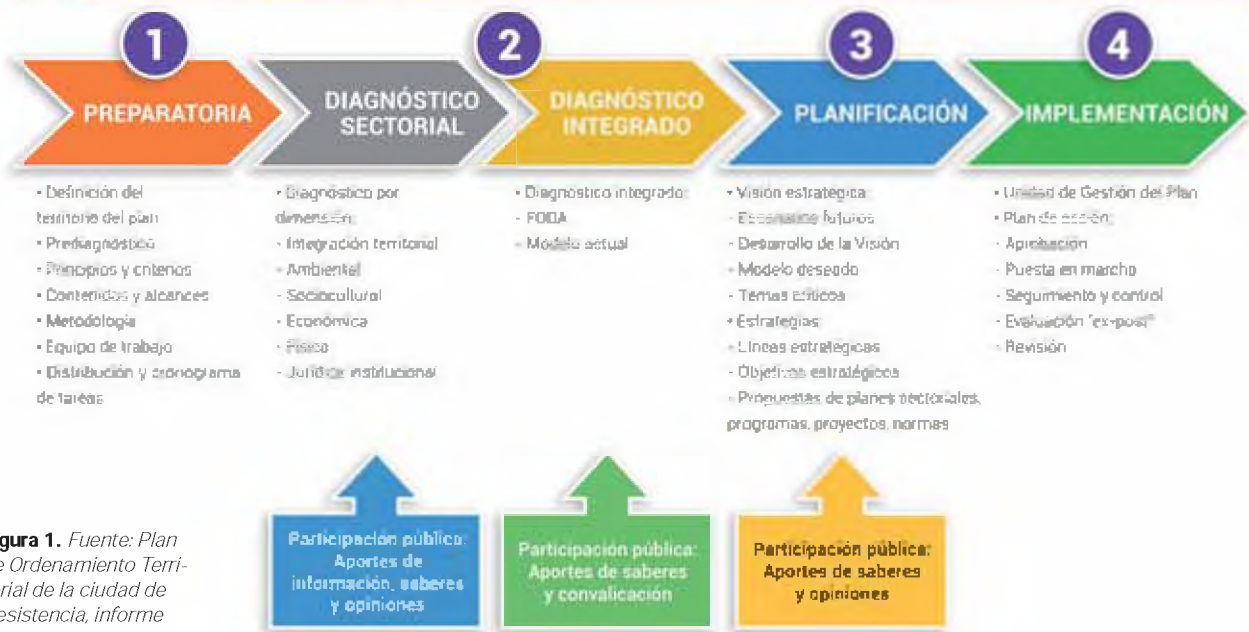 1
2
3
4
PREPARATORIA
DIAGNÓSTICO
SECTORIAL
DIAGNÓSTICO
INTEGRADO
PLANIFICACIÓN
IMPLEMENTACIÓN
• Definición del
territorio del plan
• Prediagnóstico
• Principios y criterios
• Contenidos y alcances
• Metodología
• Equipo de trabajo
• Distribución y cronograma
de tareas
• Diagnóstico por
dimensión:
- Integración territorial
- Ambiental
- Sociocultural
- Económica
- Física
- Jurídica institucional
• Diagnóstico integrado:
- FODA
- Modelo actual
• Visión estratégica:
- Escenarios futuros
- Desarrollo de la Visión
- Modelo deseado
- Temas críticos
• Estrategias
- Líneas estratégicas
- Objetivos estratégicos
- Propuestas de planes sectoriales,
programas, proyectos, normas
• Unidad de Gestión del Plan
• Plan de acción:
- Aprobación
- Puesta en marcha
- Seguimiento y control
- Evaluación "ex-post"
- Revisión
Participación pública:
Aportes de
información, saberes
y opiniones
Participación pública:
Aportes de saberes
y convalicación
Participación pública:
Aportes de saberes
y opiniones
gura 1. Fuente: Plan
e Ordenamiento Terri-
rial de la ciudad de
esistencia, informe